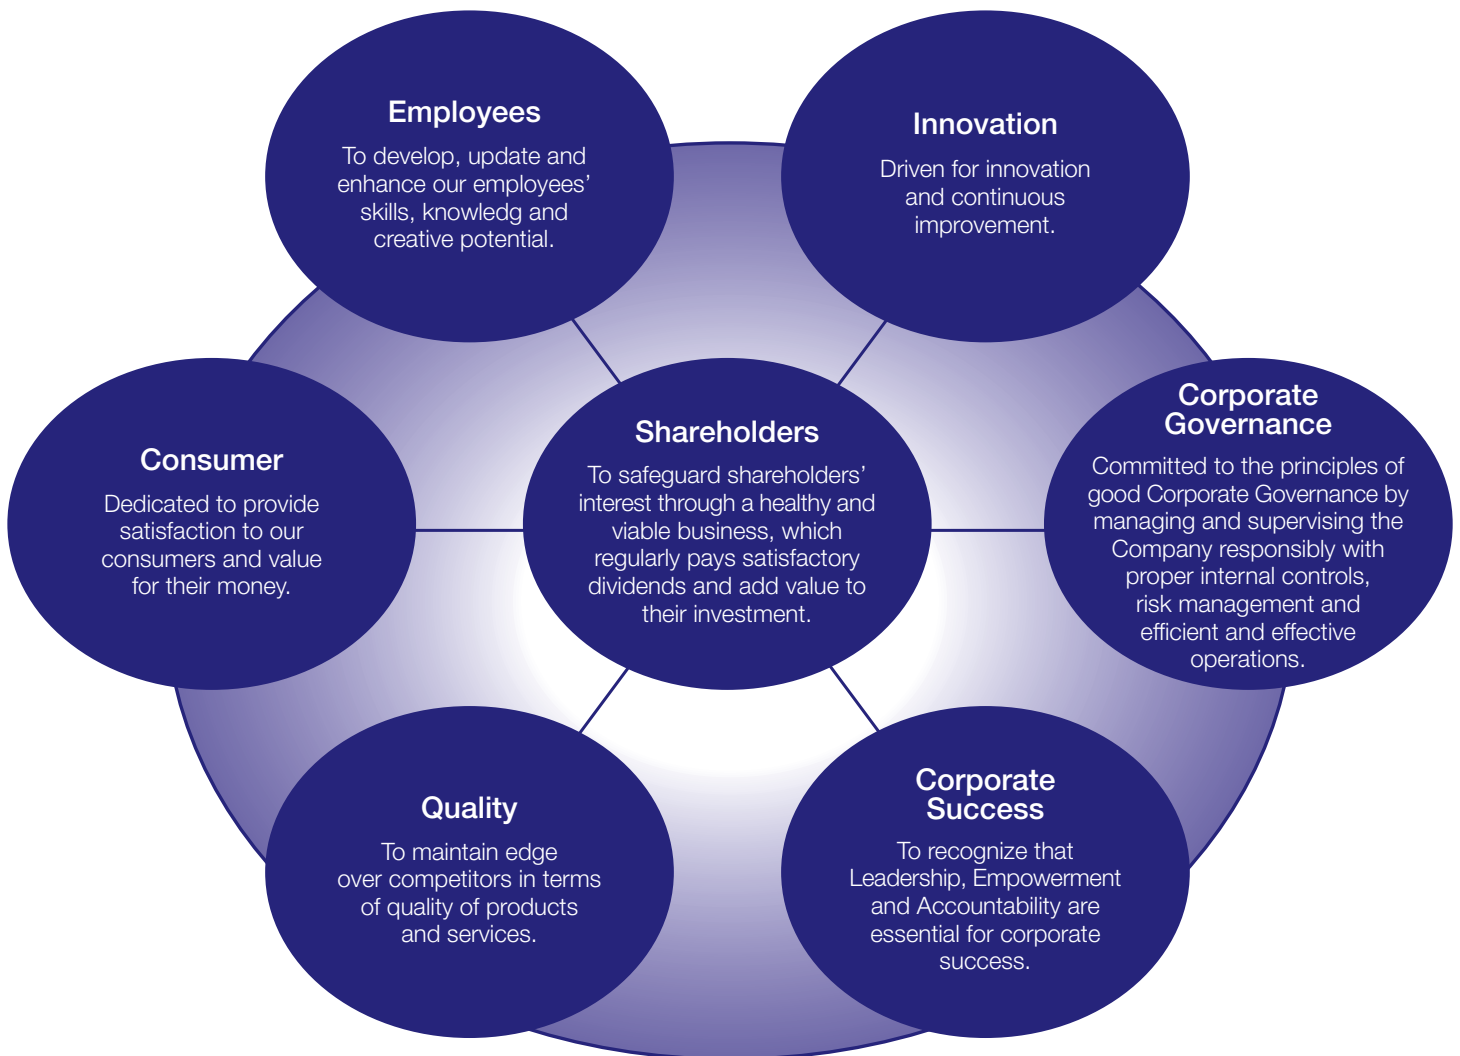 Employees
To develop, update and
enhance our employees’
skills, knowledg and
creative potential.
Innovation
Driven for innovation
and continuous
improvement.
Consumer
Dedicated to provide
satisfaction to our
consumers and value
for their money.
Shareholders
To safeguard shareholders’
interest through a healthy and
viable business, which
regularly pays satisfactory
dividends and add value to
their investment.
Corporate
Governance
Committed to the principles of
good Corporate Governance by
managing and supervising the
Company responsibly with
proper internal controls,
risk management and
efficient and effective
operations.
Quality
To maintain edge
over competitors in terms
of quality of products
and services.
Corporate
Success
To recognize that
Leadership, Empowerment
and Accountability are
essential for corporate
success.